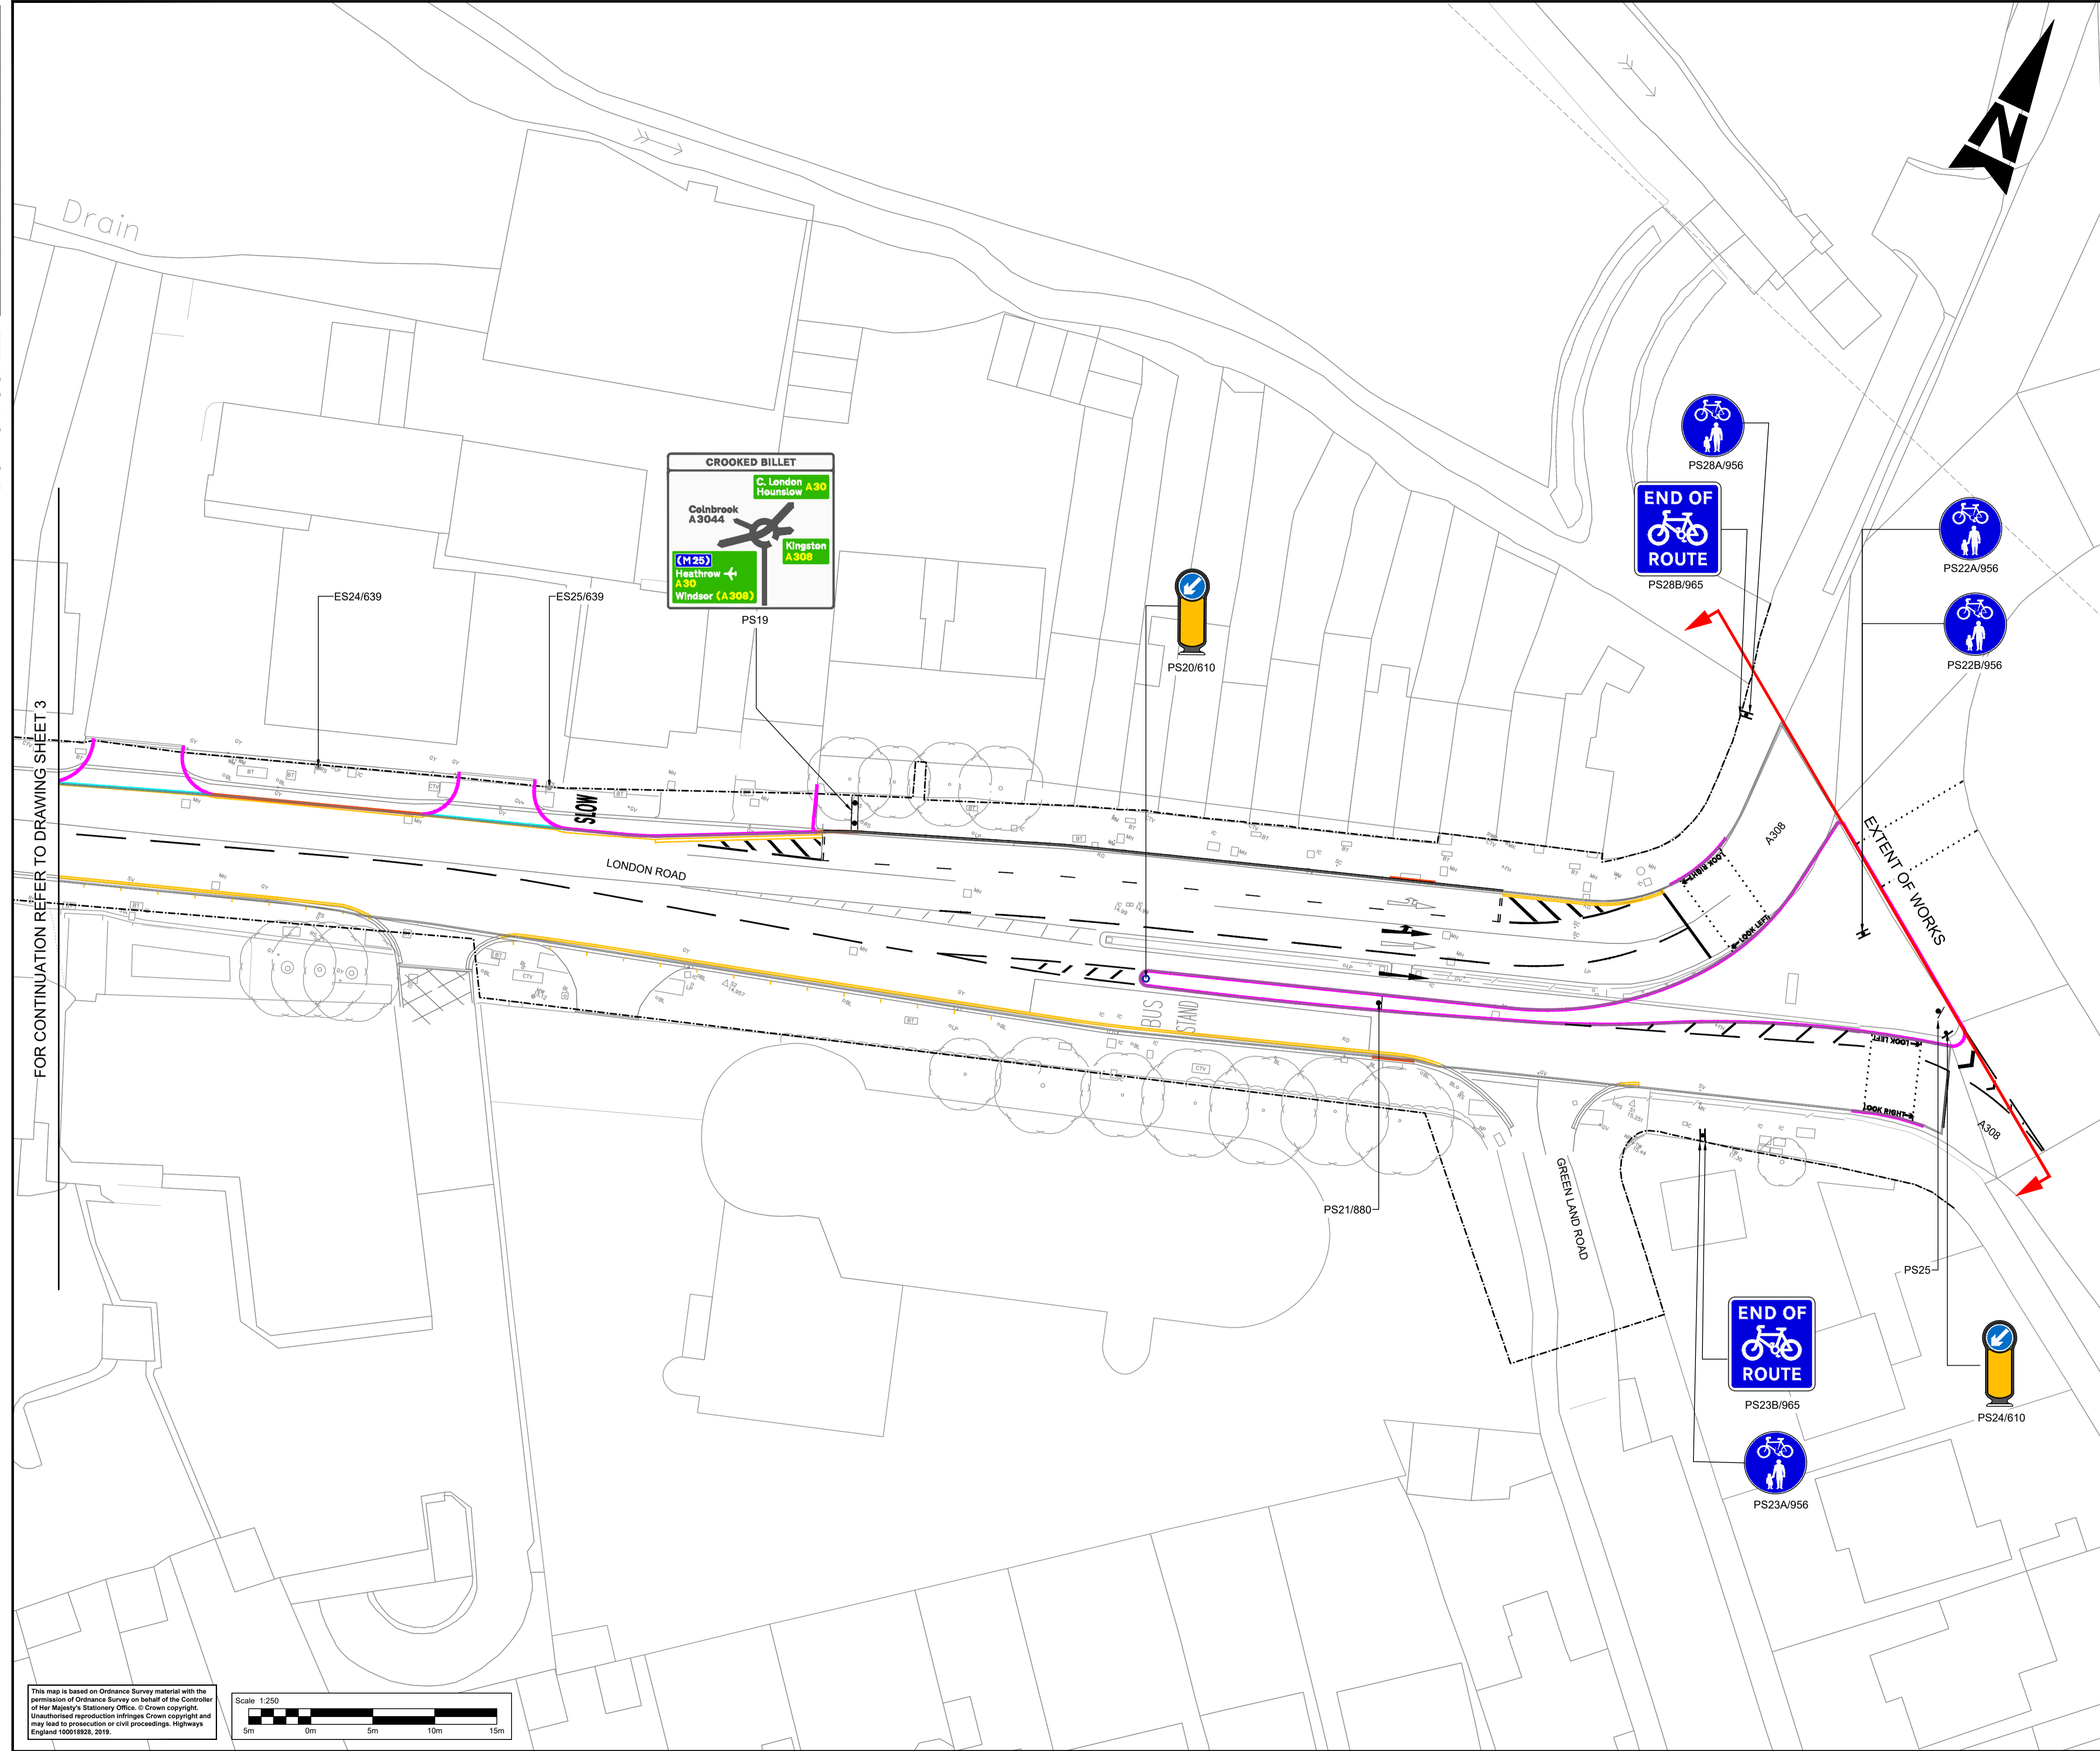 Drain
N
CROOKED BILLET
C. London
Hounslow A30
Colnbrook
A3044
Kingston
A308
(M25)
Heathrow
A30
Windsor (A308)
PS19
ES24/639
ES25/639
PS20/610
PS28A/956
END OF
ROUTE
PS28B/965
PS22A/956
PS22B/956
FOR CONTINUATION REFER TO DRAWING SHEET 3
SLOW
LONDON ROAD
A308
EXTENT OF WORKS
LOOK RIGHT
LOOK LEFT
BUS
STAND
LOOK LEFT
LOOK RIGHT
A308
GREEN LAND ROAD
PS21/880
PS25
END OF
ROUTE
PS23B/965
PS24/610
PS23A/956
This map is based on Ordnance Survey material with the
permission of Ordnance Survey on behalf of the Controller
of Her Majesty's Stationery Office. © Crown copyright.
Unauthorised reproduction infringes Crown copyright and
may lead to prosecution or civil proceedings. Highways
England 100018928, 2019.
Scale 1:250
5m 0m 5m 10m 15m